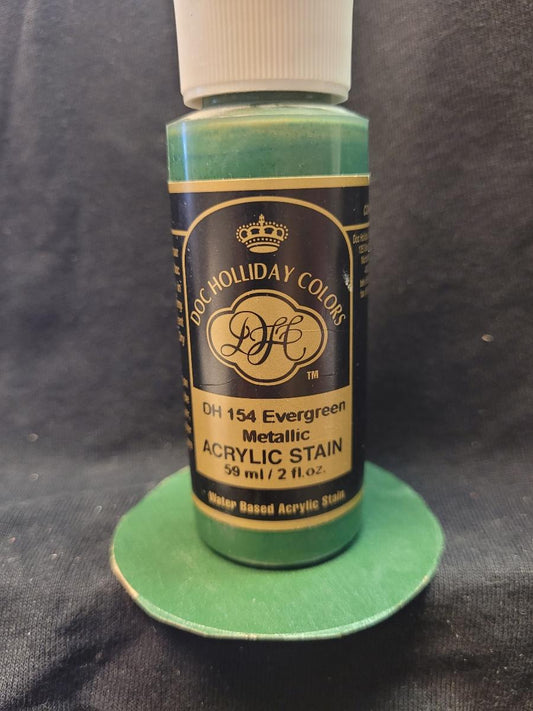 DOC HOLLIDAY COLORS
DHC
TM
DH 154 Evergreen
Metallic
ACRYLIC STAIN
59 ml / 2 fl.oz.
Water Based Acrylic Stain